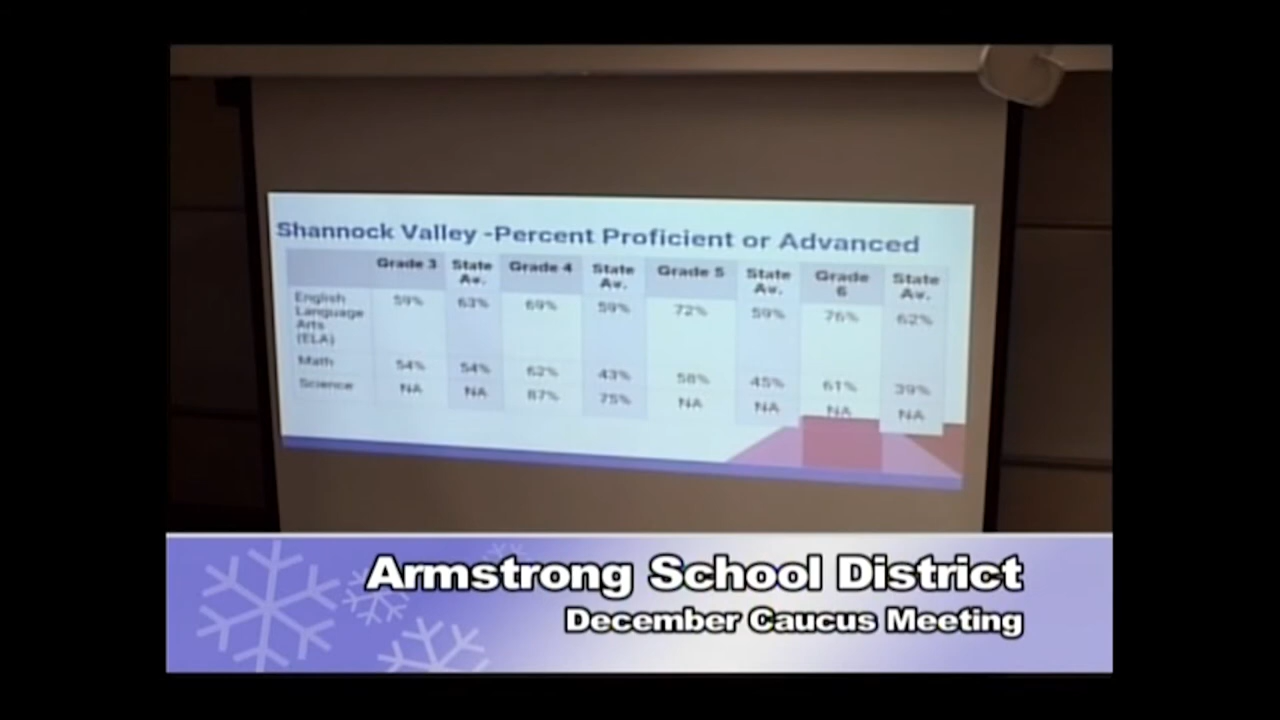 Shannock Valley -Percent Proficient or Advanced
Grade 3 State Av. Grade 4 State Av. Grade 5 State Av. Grade 6 State Av.
English Language Arts (ELA) 59% 63% 69% 59% 72% 59% 76% 62%
Math 54% 54% 62% 43% 58% 45% 61% 39%
Science NA NA 87% 75% NA NA NA NA
Armstrong School District
December Caucus Meeting